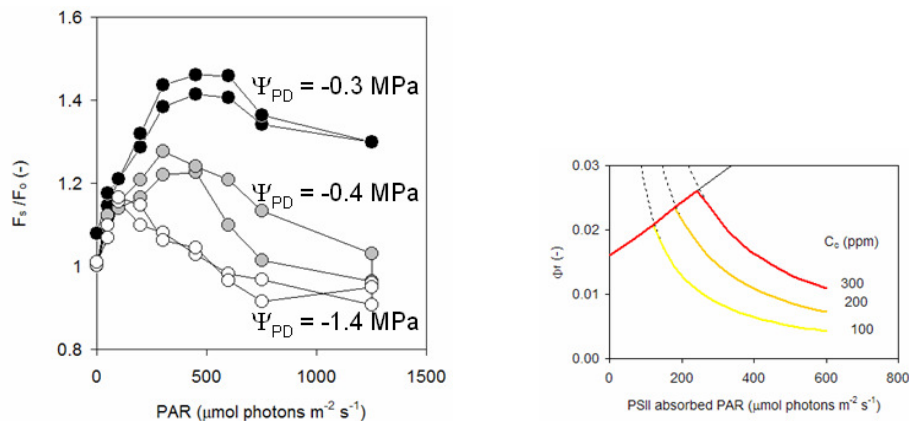 1.6
1.4
1.2
1
0.8
Fs/Fo (-)
ΨPD = -0.3 MPa
ΨPD = -0.4 MPa
ΨPD = -1.4 MPa
0 500 1000 1500
PAR (μmol photons m-2 s-1)
0.03
0.02
0.01
0.00
Φf (-)
Cc (ppm)
300
200
100
0 200 400 600 800
PSII absorbed PAR (μmol photons m-2 s-1)